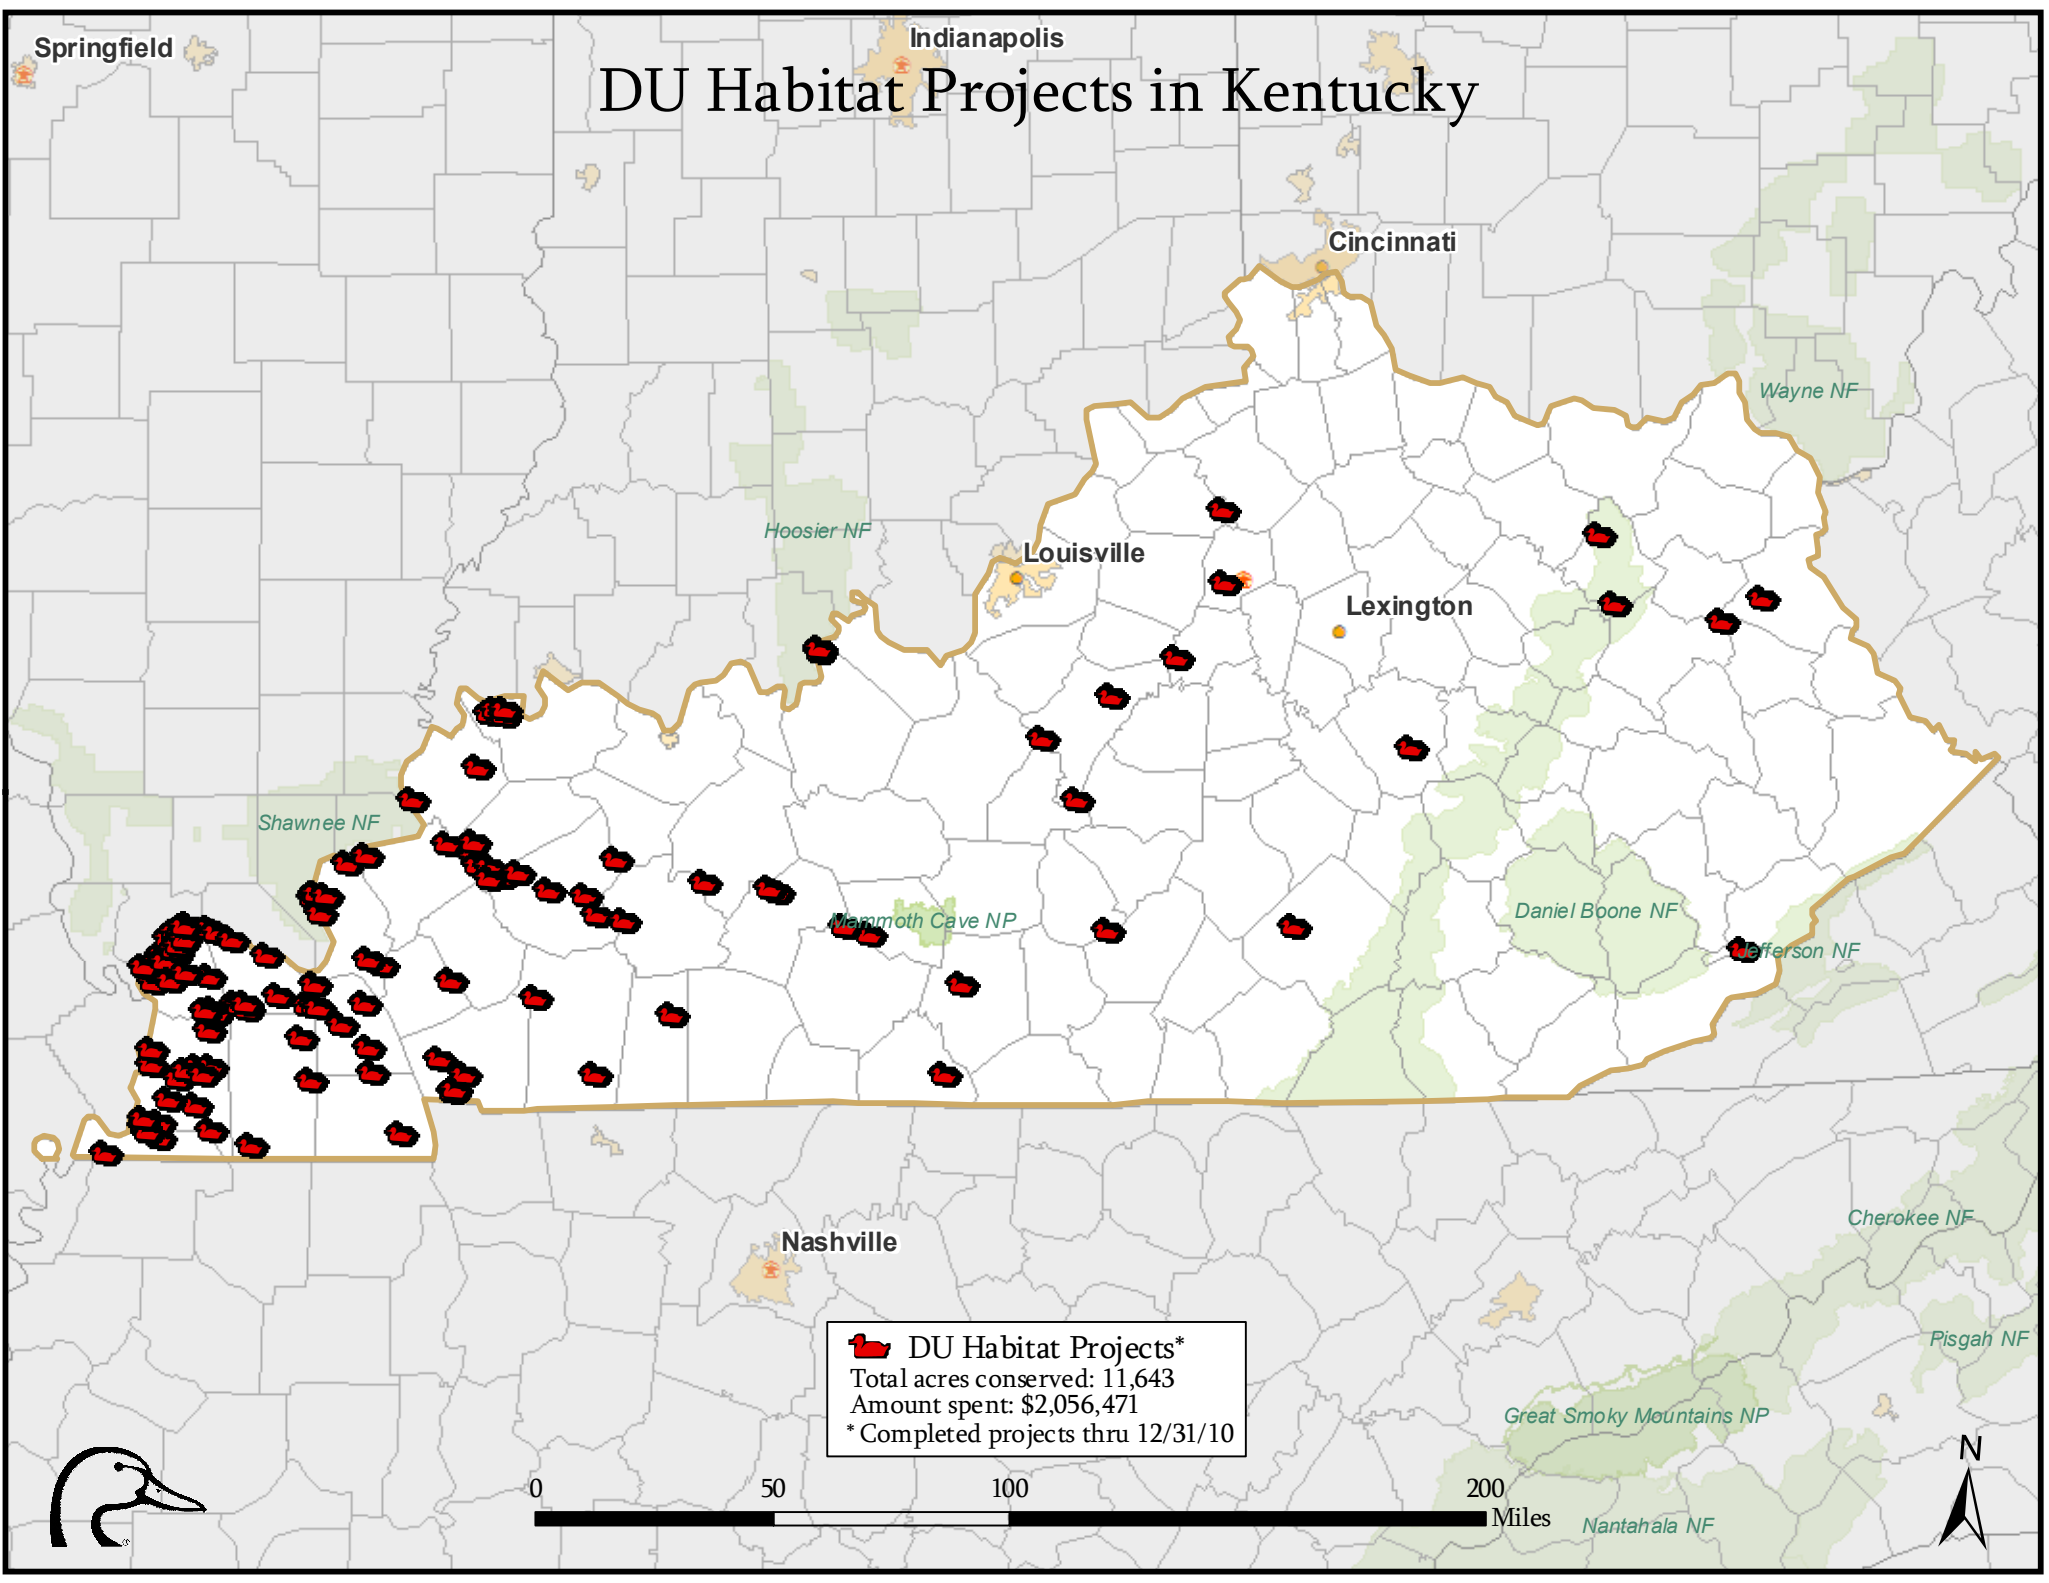 Springfield
Indianapolis
DU Habitat Projects in Kentucky
Cincinnati
Wayne NF
Hoosier NF
Louisville
Lexington
Shawnee NF
Mammoth Cave NP
Daniel Boone NF
Jefferson NF
Cherokee NF
Nashville
Pisgah NF
DU Habitat Projects*
Total acres conserved: 11,643
Amount spent: $2,056,471
*Completed projects thru 12/31/10
Great Smoky Mountains NP
N
0 50 100 200
Miles
Nantahala NF